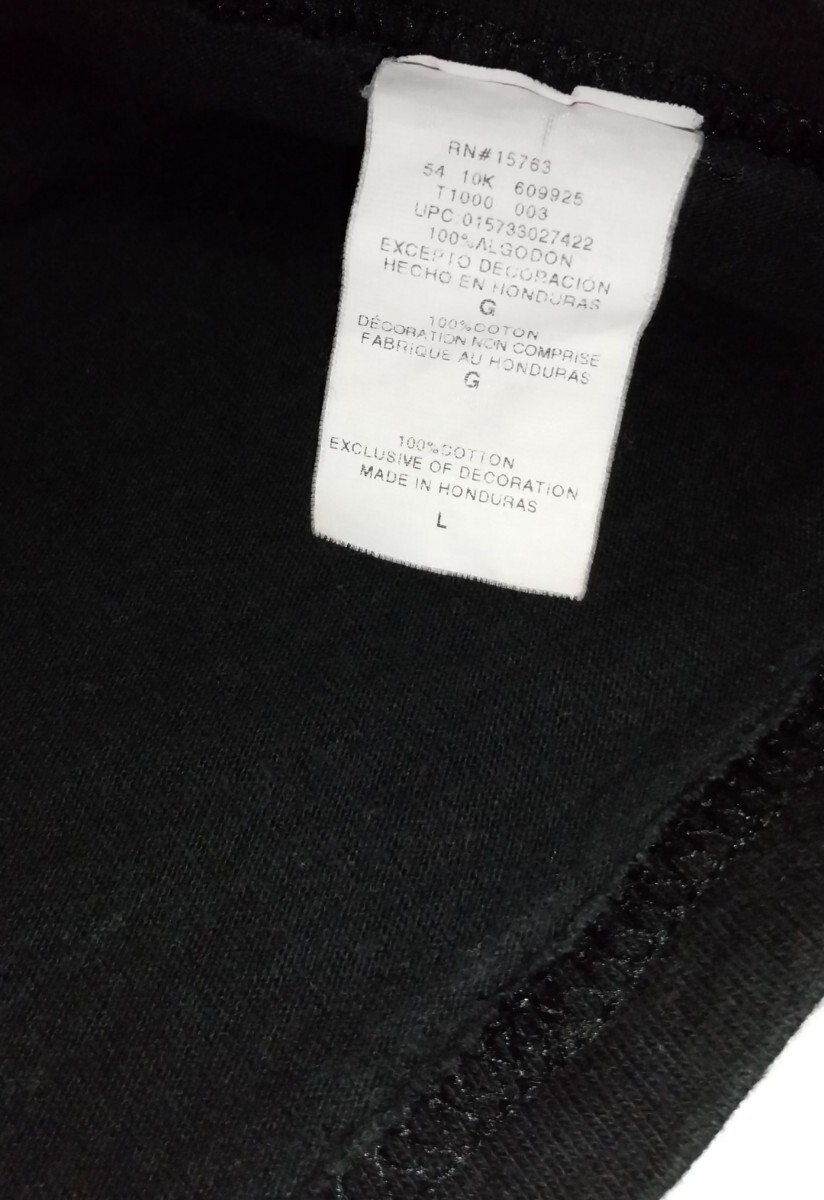 RN#15763
54 10K 609925
T1000 003
UPC.015733027422
100%ALGODÓN
EXCEPTO DECORACIÓN
HECHO EN HONDURAS
G
100%COTON
DÉCORATION NON COMPRISE
FABRIQUE AU HONDURAS
G
100%COTTON
EXCLUSIVE OF DECORATION
MADE IN HONDURAS
L